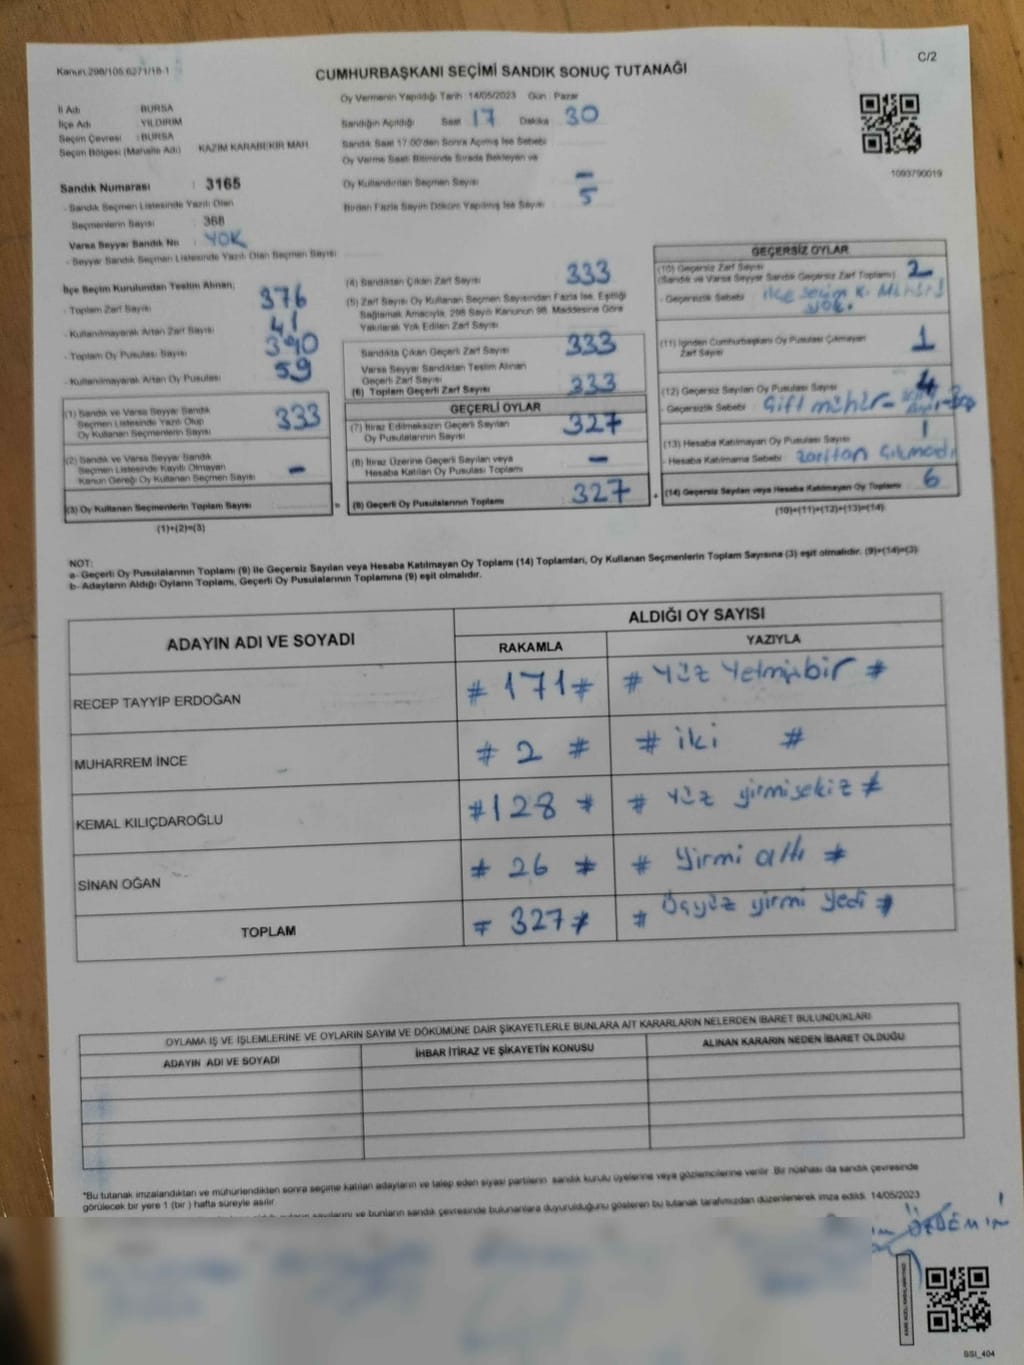 Kanun 298/105 6271/18-1
C/2
CUMHURBAŞKANI SEÇİMİ SANDIK SONUÇ TUTANAĞI
İl Adı : BURSA
İlçe Adı : YILDIRIM
Seçim Çevresi : BURSA
Seçim Bölgesi (Mahalle Adı) KAZIM KARABEKİR MAH
Sandık Numarası : 3165
- Sandık Seçmen Listesinde Yazılı Olan
Seçmenlerin Sayısı : 368
Varsa Seyyar Sandık No YOK
- Seyyar Sandık Seçmen Listesinde Yazılı Olan Seçmen Sayısı
Oy Vermenin Yapıldığı Tarih :14/05/2023 Gün : Pazar
Sandığın Açıldığı Saat 17 Dakika 30
Sandık Saat 17:00'den Sonra Açılmış İse Sebebi
Oy Verme Saati Bitiminde Sırada Bekleyen ve
Oy Kullandırılan Seçmen Sayısı -
Birden Fazla Sayım Döküm Yapılmış İse Sayısı 5
1093790019
İlçe Seçim Kurulundan Teslim Alınan;
- Toplam Zarf Sayısı 376
- Kullanılmayarak Artan Zarf Sayısı 41
- Toplam Oy Pusulası Sayısı 390
- Kullanılmayarak Artan Oy Pusulası 59
(1) Sandık ve Varsa Seyyar Sandık
Seçmen Listesinde Yazılı Olup
Oy Kullanan Seçmenlerin Sayısı 333
(2) Sandık ve Varsa Seyyar Sandık
Seçmen Listesinde Kayıtlı Olmayan
Kanun Gereği Oy Kullanan Seçmen Sayısı -
(3) Oy Kullanan Seçmenlerin Toplam Sayısı =
(1)+(2)=(3)
(4) Sandıktan Çıkan Zarf Sayısı 333
(5) Zarf Sayısı Oy Kullanan Seçmen Sayısından Fazla İse, Eşitliği
Sağlamak Amacıyla, 298 Sayılı Kanunun 98. Maddesine Göre
Yakılarak Yok Edilen Zarf Sayısı
Sandıkta Çıkan Geçerli Zarf Sayısı 333
Varsa Seyyar Sandıktan Teslim Alınan
Geçerli Zarf Sayısı
(6) Toplam Geçerli Zarf Sayısı 333
GEÇERLİ OYLAR
(7) İtiraz Edilmeksizin Geçerli Sayılan
Oy Pusulalarının Sayısı 327
(8) İtiraz Üzerine Geçerli Sayılan veya
Hesaba Katılan Oy Pusulası Toplamı -
(9) Geçerli Oy Pusulalarının Toplamı 327 +
GEÇERSİZ OYLAR
(10) Geçersiz Zarf Sayısı
(Sandık ve Varsa Seyyar Sandık Geçersiz Zarf Toplamı) 2
- Geçersizlik Sebebi : ilçe seçim K. Mührü
yok.
(11) İçinden Cumhurbaşkanı Oy Pusulası Çıkmayan
Zarf Sayısı 1
(12) Geçersiz Sayılan Oy Pusulası Sayısı 4
- Geçersizlik Sebebi : Çift mühür-
(13) Hesaba Katılmayan Oy Pusulası Sayısı 1
- Hesaba Katılmama Sebebi : zarftan çıkmadı
(14) Geçersiz Sayılan veya Hesaba Katılmayan Oy Toplamı 6
(10)+(11)+(12)+(13)=(14)
NOT:
a- Geçerli Oy Pusulalarının Toplamı (9) ile Geçersiz Sayılan veya Hesaba Katılmayan Oy Toplamı (14) Toplamları, Oy Kullanan Seçmenlerin Toplam Sayısına (3) eşit olmalıdır. (9)+(14)=(3)
b- Adayların Aldığı Oyların Toplamı, Geçerli Oy Pusulalarının Toplamına (9) eşit olmalıdır.
ADAYIN ADI VE SOYADI
ALDIĞI OY SAYISI
RAKAMLA YAZIYLA
RECEP TAYYİP ERDOĞAN # 171 # # Yüz Yetmişbir #
MUHARREM İNCE # 2 # # iki #
KEMAL KILIÇDAROĞLU # 128 # # Yüz yirmisekiz #
SİNAN OĞAN # 26 # # Yirmi altı #
TOPLAM # 327 # # Üçyüz yirmi yedi #
OYLAMA İŞ VE İŞLEMLERİNE VE OYLARIN SAYIM VE DÖKÜMÜNE DAİR ŞİKAYETLERLE BUNLARA AİT KARARLARIN NELERDEN İBARET BULUNDUKLARI
ADAYIN ADI VE SOYADI İHBAR İTİRAZ VE ŞİKAYETİN KONUSU ALINAN KARARIN NEDEN İBARET OLDUĞU
*Bu tutanak imzalandıktan ve mühürlendikten sonra seçime katılan adayların ve talep eden siyasi partilerin sandık kurulu üyelerine veya gözlemcilerine verilir. Bir nüshası da sandık çevresinde
görülecek bir yere 1 (bir) hafta süreyle asılır.
ve bunların sandık çevresinde bulunanlara duyurulduğunu gösteren bu tutanak tarafımızdan düzenlenerek imza edildi. 14/05/2023
ÖZDEMİR
SSI_404